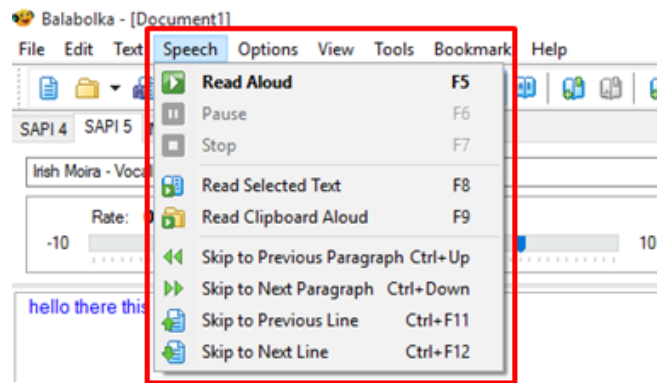 Balabolka - [Document1]
File Edit Text Speech Options View Tools Bookmark Help
Read Aloud F5
Pause F6
Stop F7
SAPI 4 SAPI 5
Irish Moira - Vocal
Read Selected Text F8
Rate:
Read Clipboard Aloud F9
-10 10
Skip to Previous Paragraph Ctrl+Up
Skip to Next Paragraph Ctrl+Down
hello there this
Skip to Previous Line Ctrl+F11
Skip to Next Line Ctrl+F12